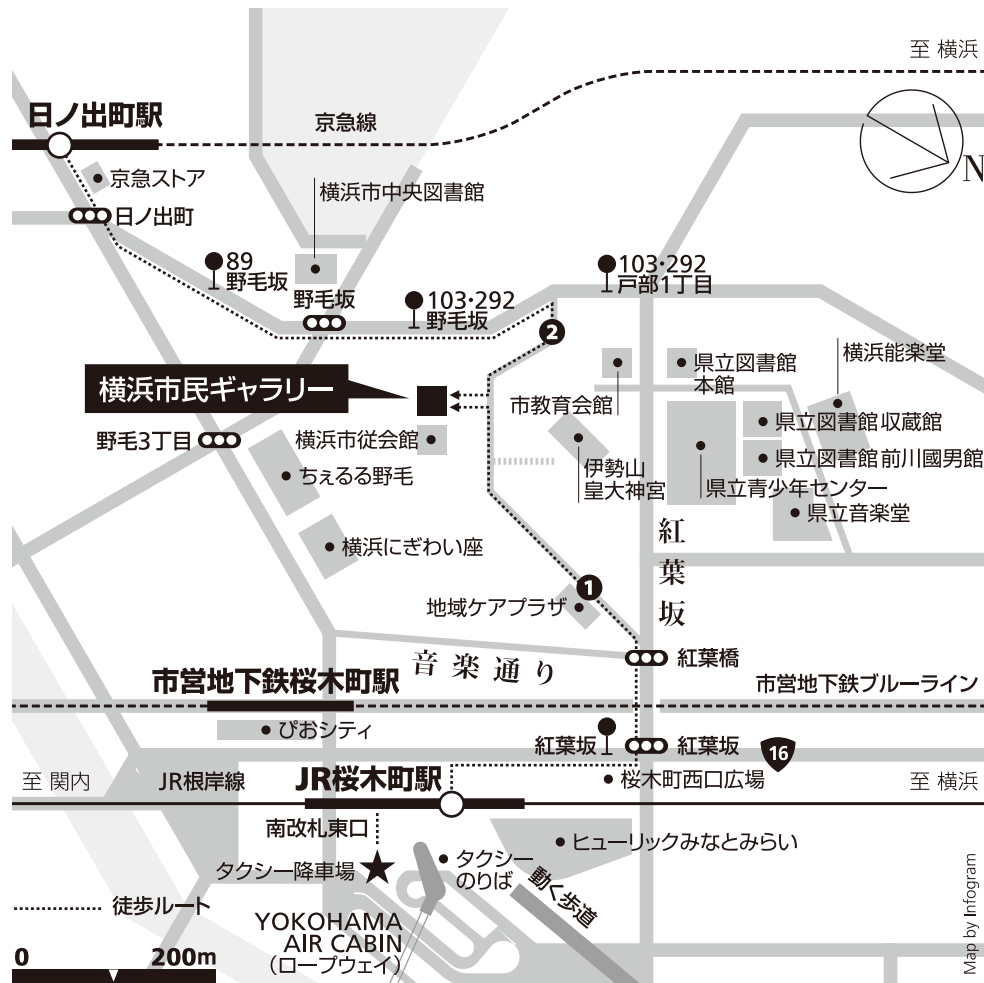 至 横浜
日ノ出町駅
京急線
N
京急ストア
横浜市中央図書館
日ノ出町
89
野毛坂
103・292
戸部1丁目
野毛坂
103・292
野毛坂
2
横浜能楽堂
県立図書館
本館
横浜市民ギャラリー
市教育会館
県立図書館 収蔵館
野毛3丁目
横浜市従会館
ちぇるる野毛
伊勢山
皇大神宮
県立図書館 前川國男館
県立青少年センター
県立音楽堂
紅葉坂
横浜にぎわい座
1
地域ケアプラザ
紅葉橋
音楽通り
市営地下鉄桜木町駅
市営地下鉄ブルーライン
ぴおシティ
紅葉坂
紅葉坂
16
至 関内
JR根岸線
JR桜木町駅
桜木町西口広場
至 横浜
南改札東口
ヒューリックみなとみらい
タクシー降車場
タクシー
のりば
動く歩道
徒歩ルート
YOKOHAMA
AIR CABIN
(ロープウェイ)
0
200m
Map by Infogram